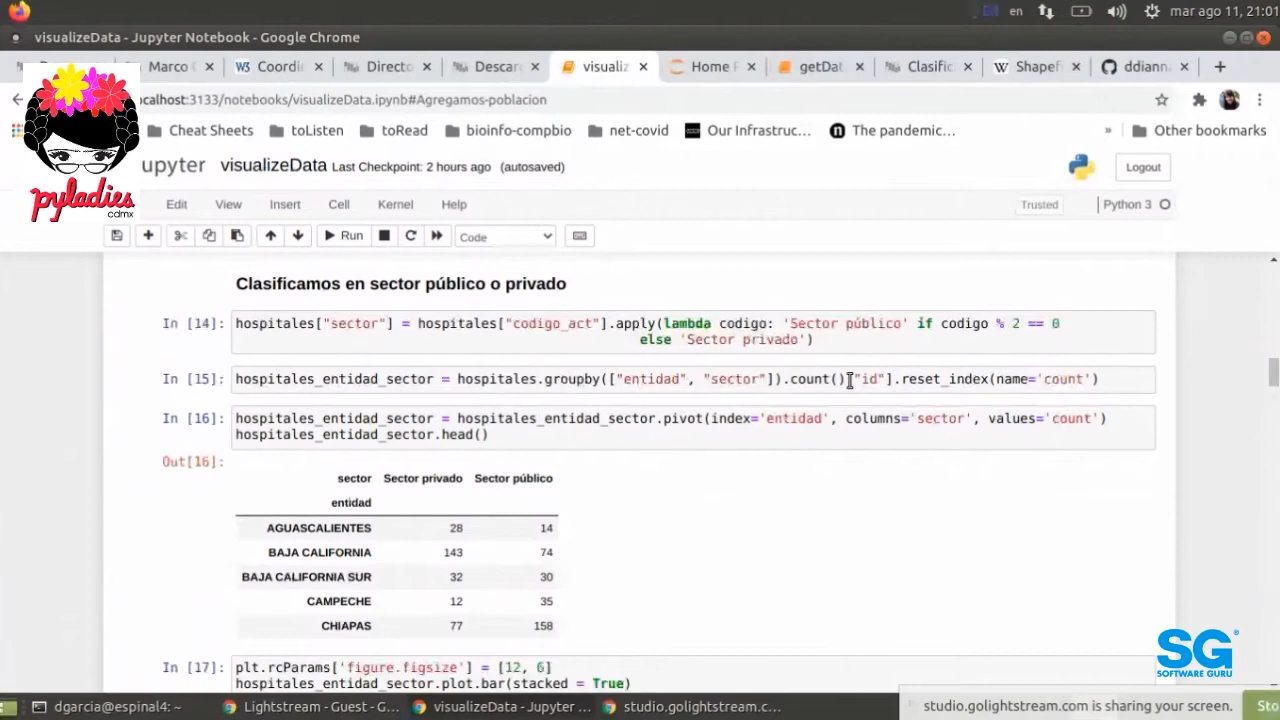 en
mar ago 11, 21:01
visualizeData - Jupyter Notebook - Google Chrome
Marco
Coordin
Directo
Descar
visualiz
Home P
getDat
Clasific
Shapef
ddiann
localhost:3133/notebooks/visualizeData.ipynb#Agregamos-poblacion
Cheat Sheets
toListen
toRead
bioinfo-compbio
net-covid
Our Infrastruc...
The pandemic...
»
Other bookmarks
pyladies
cdmx
jupyter visualizeData Last Checkpoint: 2 hours ago (autosaved)
Logout
Edit View Insert Cell Kernel Help
Trusted
Python 3
Run
Code
Clasificamos en sector público o privado
In [14]: hospitales["sector"] = hospitales["codigo_act"].apply(lambda codigo: 'Sector público' if codigo % 2 == 0
else 'Sector privado')
In [15]: hospitales_entidad_sector = hospitales.groupby(["entidad", "sector"]).count()["id"].reset_index(name='count')
In [16]: hospitales_entidad_sector = hospitales_entidad_sector.pivot(index='entidad', columns='sector', values='count')
hospitales_entidad_sector.head()
Out[16]:
sector Sector privado Sector público
entidad
AGUASCALIENTES 28 14
BAJA CALIFORNIA 143 74
BAJA CALIFORNIA SUR 32 30
CAMPECHE 12 35
CHIAPAS 77 158
In [17]: plt.rcParams['figure.figsize'] = [12, 6]
hospitales_entidad_sector.plot(stacked = True)
SG
SOFTWARE GURU
dgarcia@espinal4: ~
Lightstream - Guest - G...
visualizeData - Jupyter ...
studio.golightstream.c...
studio.golightstream.com is sharing your screen.
Sto